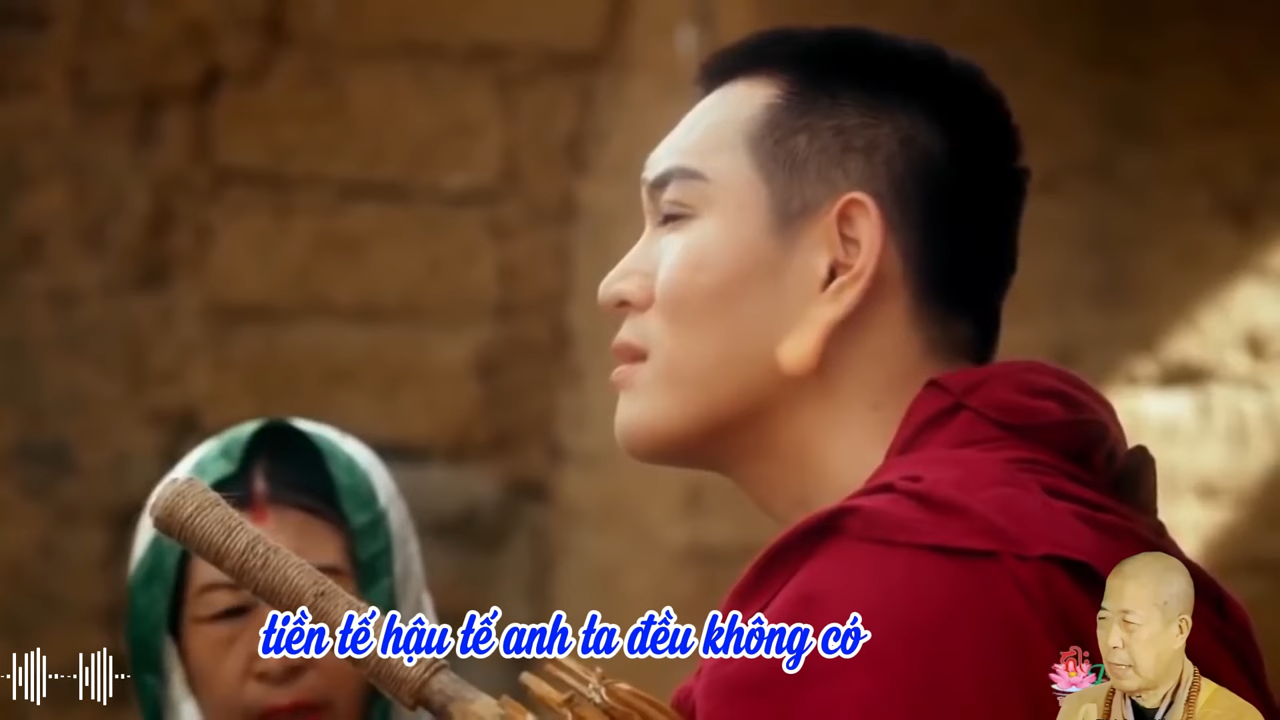 tiền tế hậu tế anh ta đều không có